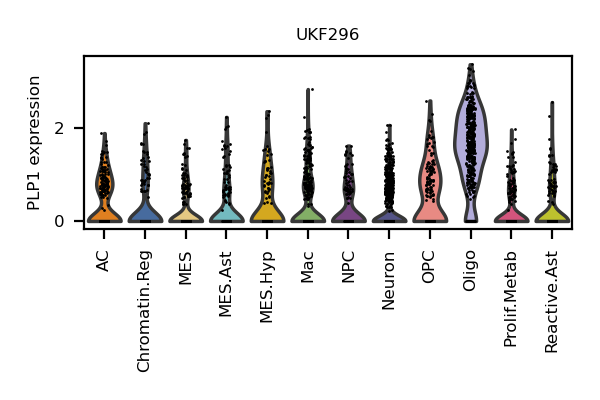 UKF296
PLP1 expression
2
0
AC
Chromatin.Reg
MES
MES.Ast
MES.Hyp
Mac
NPC
Neuron
OPC
Oligo
Prolif.Metab
Reactive.Ast